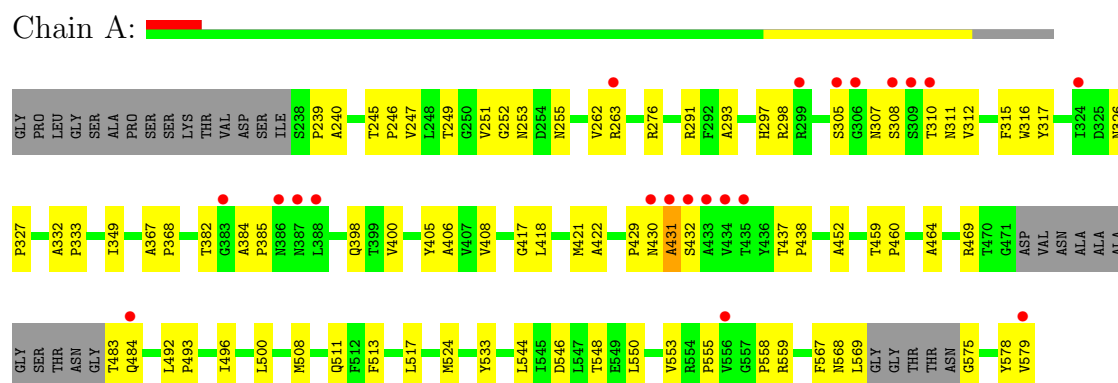 Chain A:
GLY PRO LEU GLY SER ALA PRO SER SER LYS THR VAL ASP SER ILE S238 P239 A240 T245 P246 V247 L248 T249 G250 V251 G252 N253 D254 N255 V262 R263 R276 R291 F292 A293 H297 R298 R299 S305 G306 N307 S308 S309 T310 N311 V312 F315 W316 Y317 I324 D325 N326
P327 A332 P333 I349 A367 P368 T382 G383 A384 P385 N386 N387 L388 Q398 T399 V400 Y405 A406 V407 V408 G417 L418 M421 A422 P429 N430 A431 S432 A433 V434 T435 Y436 T437 P438 A452 T459 P460 A464 R469 T470 G471 ASP VAL ASN ALA ALA ALA
GLY SER THR ASN GLY T483 Q484 L492 P493 I496 L500 M508 Q511 F512 F513 L517 M524 Y533 L544 I545 D546 L547 T548 E549 L550 V553 R554 P555 V556 G557 P558 R559 F567 N568 L569 GLY GLY THR THR ASN G575 Y578 V579